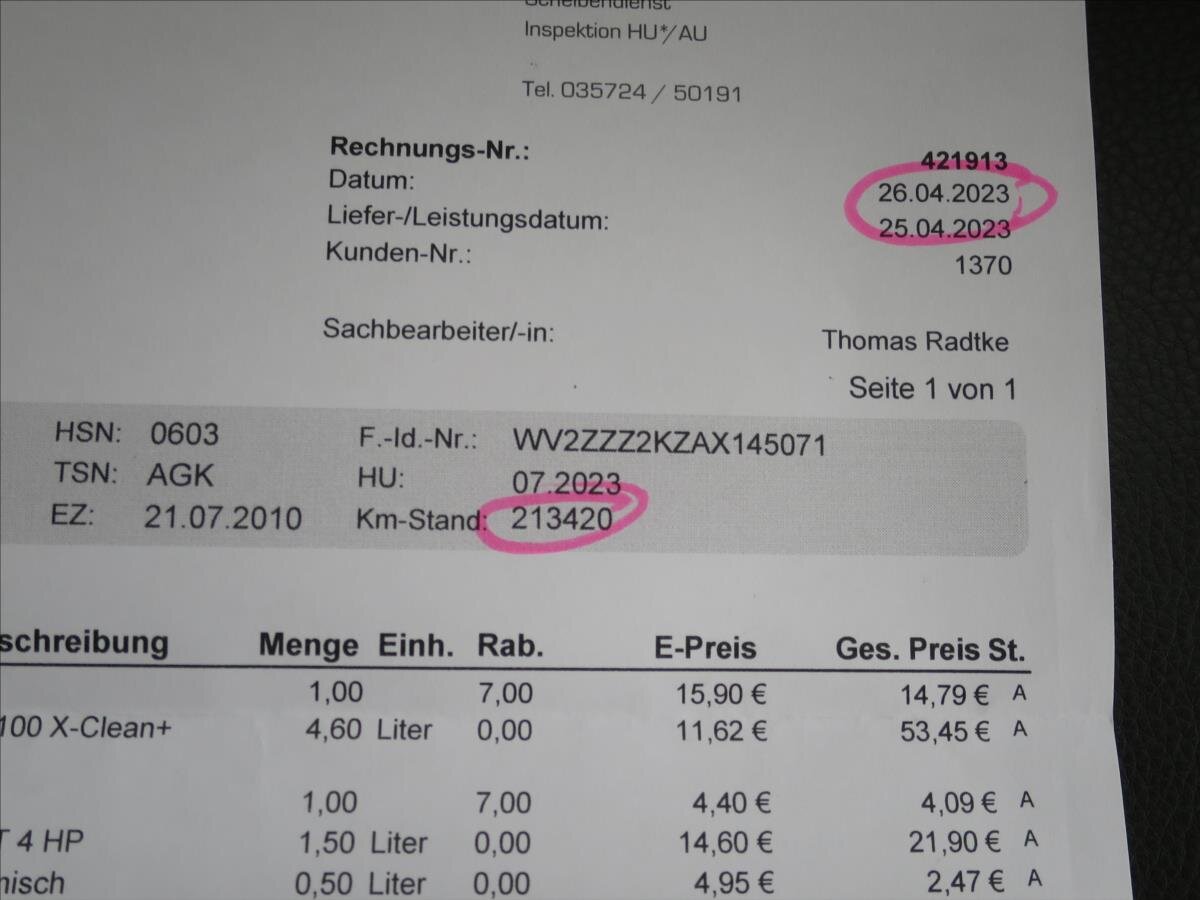 Scheibendienst
Inspektion HU*/AU
Tel. 035724 / 50191
Rechnungs-Nr.: 421913
Datum: 26.04.2023
Liefer-/Leistungsdatum: 25.04.2023
Kunden-Nr.: 1370
Sachbearbeiter/-in: Thomas Radtke
Seite 1 von 1
HSN: 0603 F.-Id.-Nr.: WV2ZZZ2KZAX145071
TSN: AGK HU: 07.2023
EZ: 21.07.2010 Km-Stand: 213420
schreibung Menge Einh. Rab. E-Preis Ges. Preis St.
1,00 7,00 15,90 € 14,79 € A
100 X-Clean+ 4,60 Liter 0,00 11,62 € 53,45 € A
1,00 7,00 4,40 € 4,09 € A
T 4 HP 1,50 Liter 0,00 14,60 € 21,90 € A
nisch 0,50 Liter 0,00 4,95 € 2,47 € A